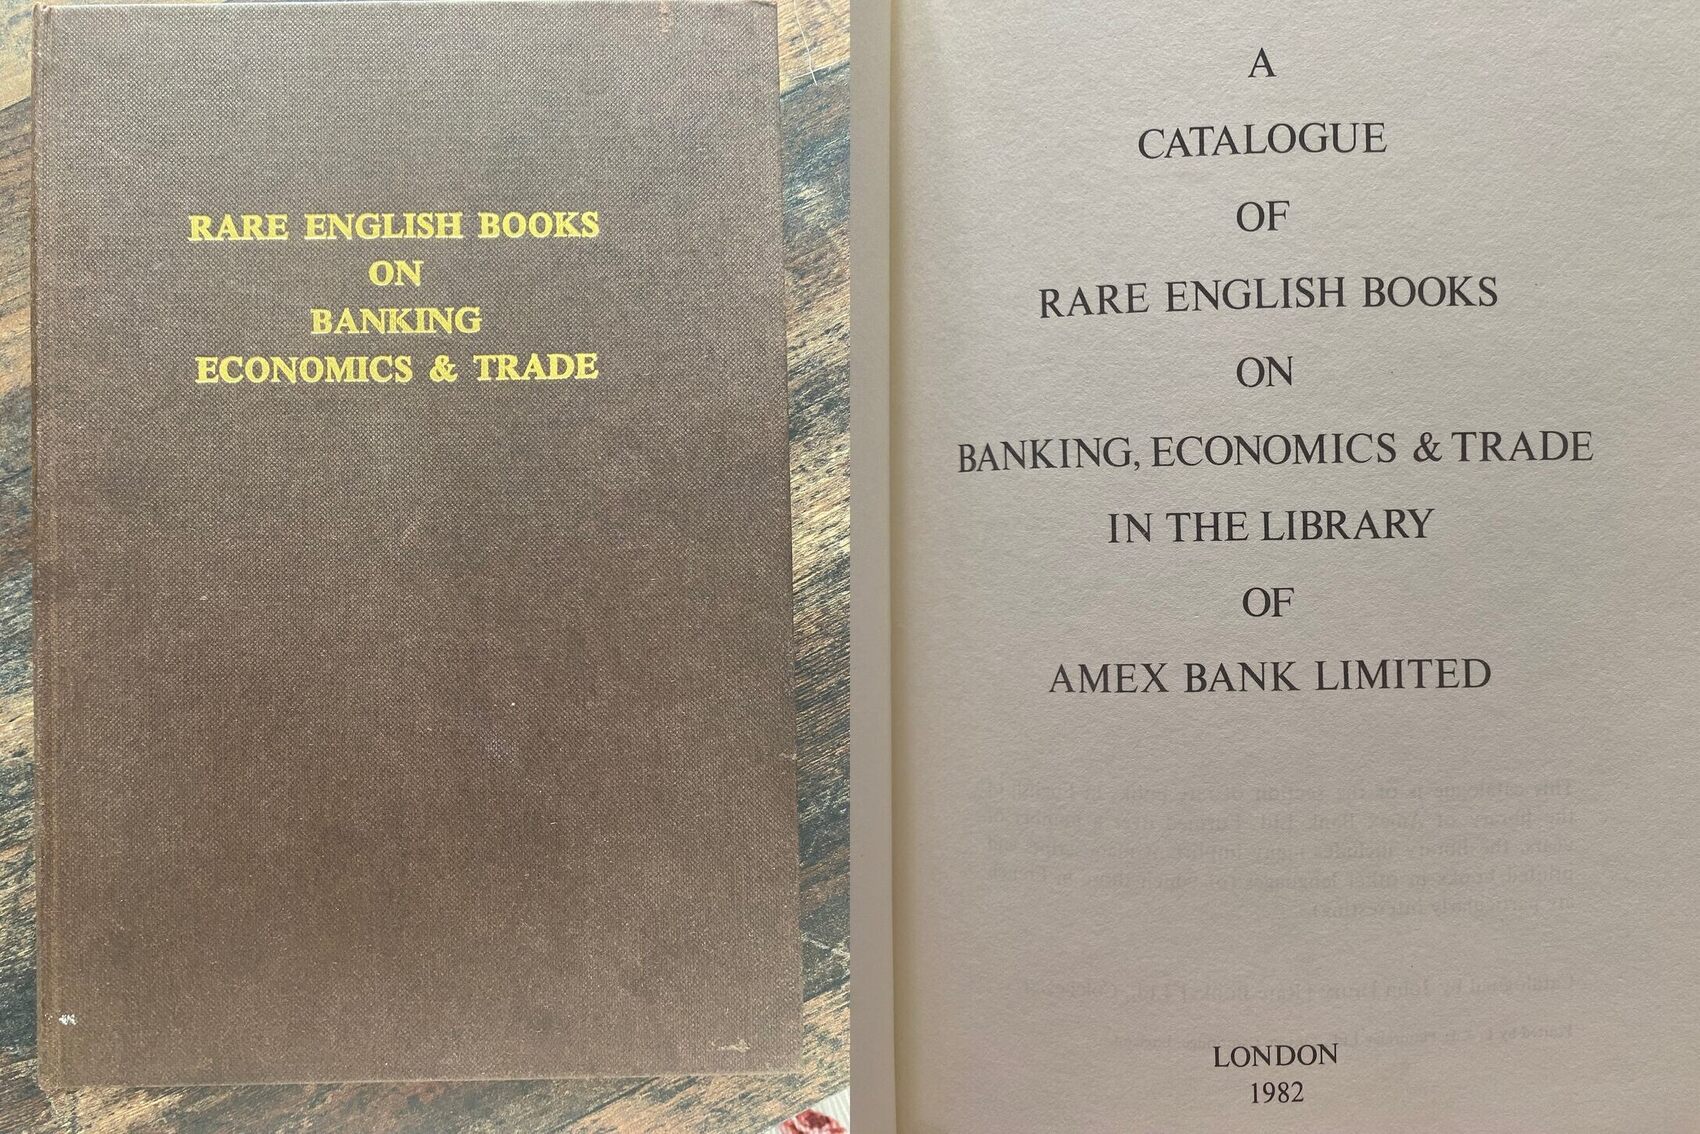 RARE ENGLISH BOOKS
ON
BANKING
ECONOMICS & TRADE
A
CATALOGUE
OF
RARE ENGLISH BOOKS
ON
BANKING, ECONOMICS & TRADE
IN THE LIBRARY
OF
AMEX BANK LIMITED
LONDON
1982